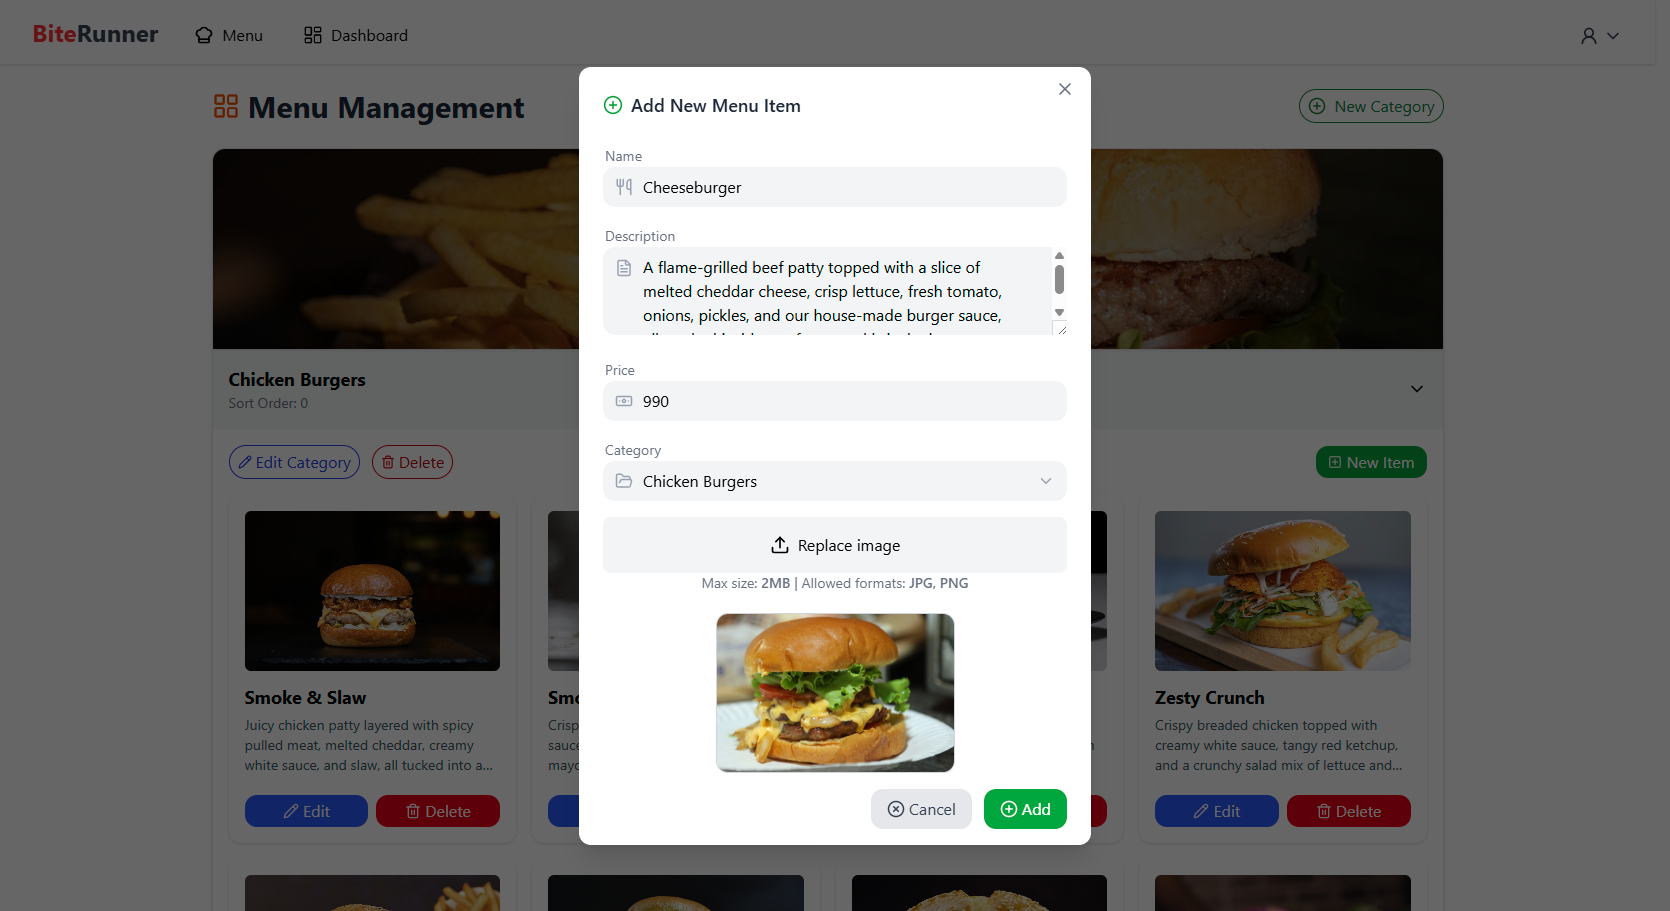 BiteRunner
Menu
Dashboard
Menu Management
New Category
Add New Menu Item
Name
Cheeseburger
Description
A flame-grilled beef patty topped with a slice of
melted cheddar cheese, crisp lettuce, fresh tomato,
onions, pickles, and our house-made burger sauce,
Price
990
Category
Chicken Burgers
Replace image
Max size: 2MB | Allowed formats: JPG, PNG
Cancel
Add
Chicken Burgers
Sort Order: 0
Edit Category
Delete
New Item
Smoke & Slaw
Juicy chicken patty layered with spicy
pulled meat, melted cheddar, creamy
white sauce, and slaw, all tucked into a...
Edit
Delete
Smo
Crisp
sauce
mayo
Zesty Crunch
Crispy breaded chicken topped with
creamy white sauce, tangy red ketchup,
and a crunchy salad mix of lettuce and...
Edit
Delete